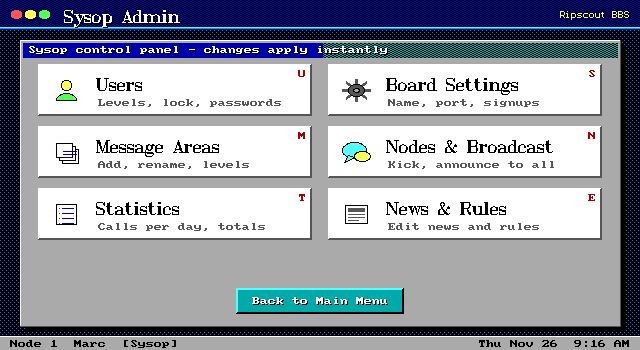 Sysop Admin
Ripscout BBS
Sysop control panel - changes apply instantly
Users
U
Levels, lock, passwords
Board Settings
S
Name, port, signups
Message Areas
M
Add, rename, levels
Nodes & Broadcast
N
Kick, announce to all
Statistics
T
Calls per day, totals
News & Rules
E
Edit news and rules
Back to Main Menu
Node 1 Marc [Sysop]
Thu Nov 26 9:16 AM